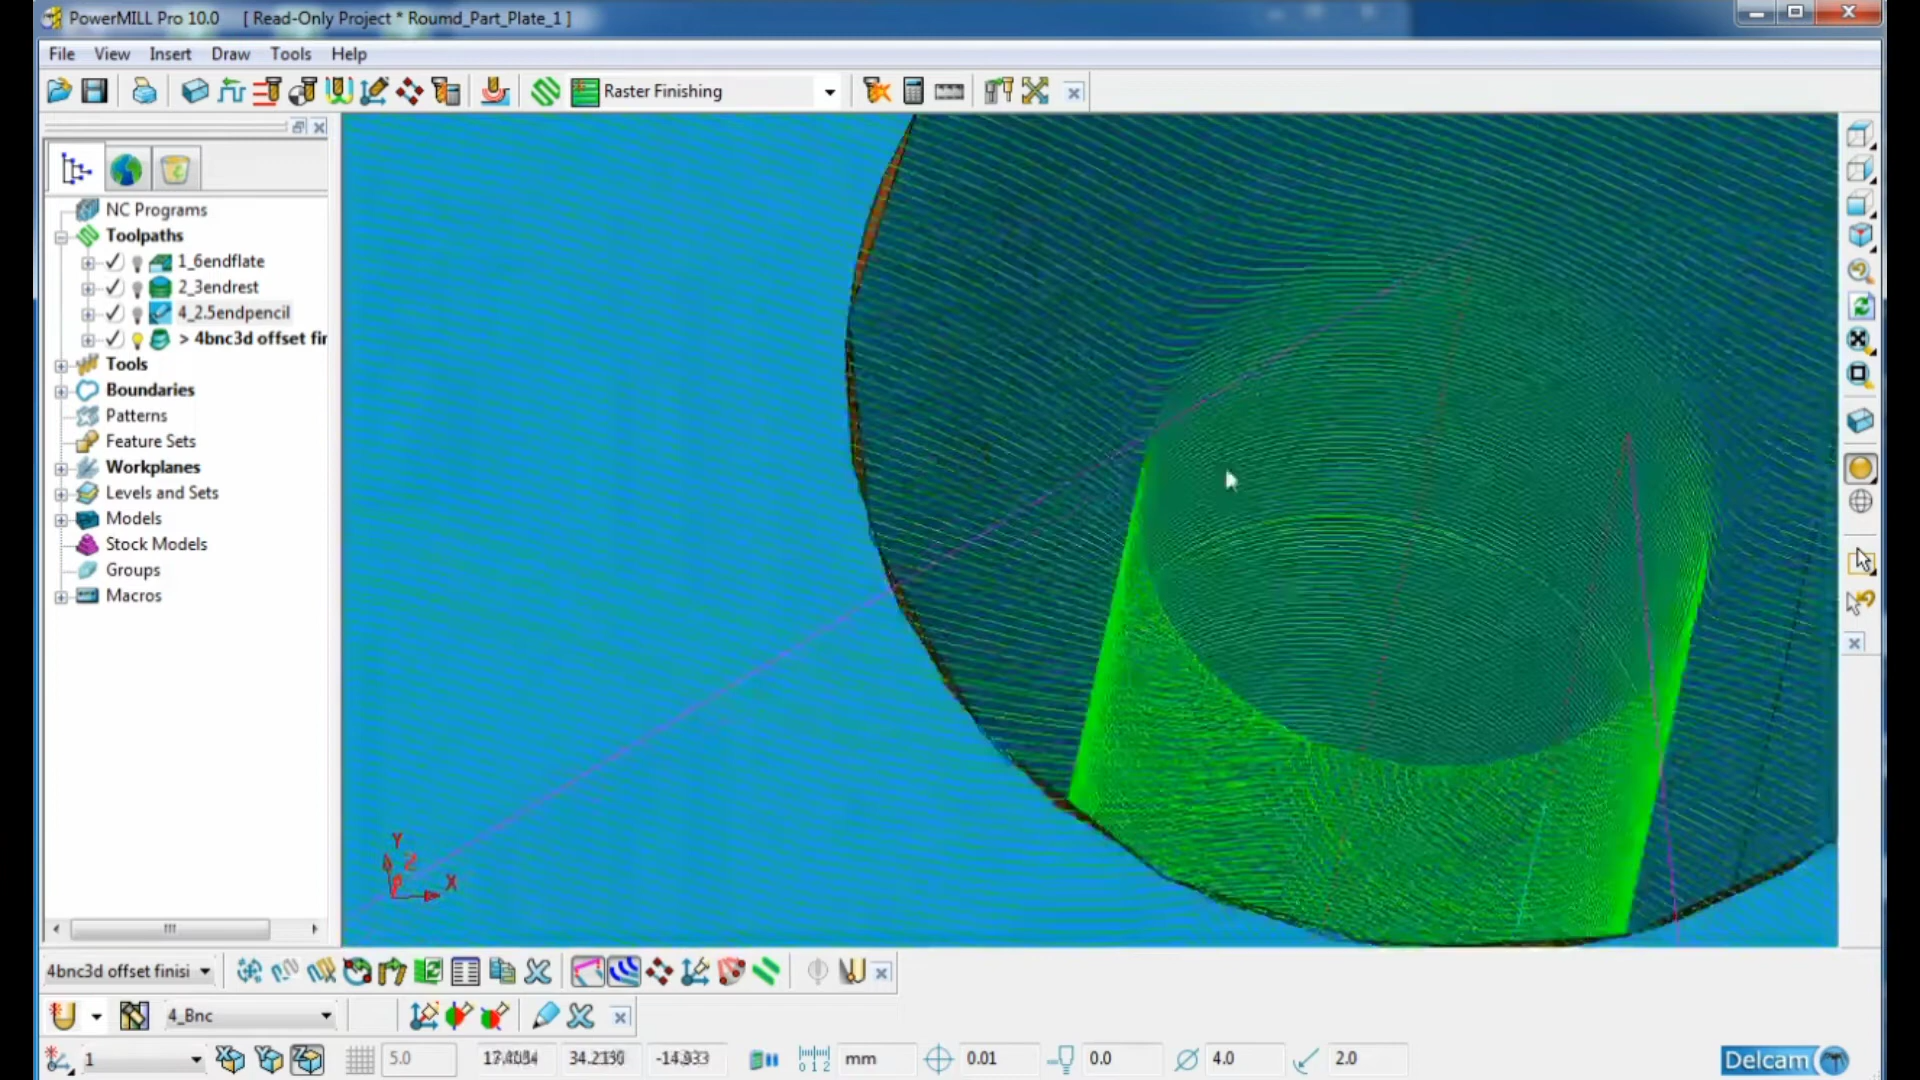 PowerMILL Pro 10.0 [ Read-Only Project * Roumd_Part_Plate_1 ]
File View Insert Draw Tools Help
Raster Finishing
NC Programs
Toolpaths
1_6endflate
2_3endrest
4_2.5endpencil
> 4bnc3d offset fir
Tools
Boundaries
Patterns
Feature Sets
Workplanes
Levels and Sets
Models
Stock Models
Groups
Macros
Y
Z
X
4bnc3d offset finisi
4_Bnc
1 5.0 34.2150 mm 0.01 0.0 4.0 2.0
Delcam